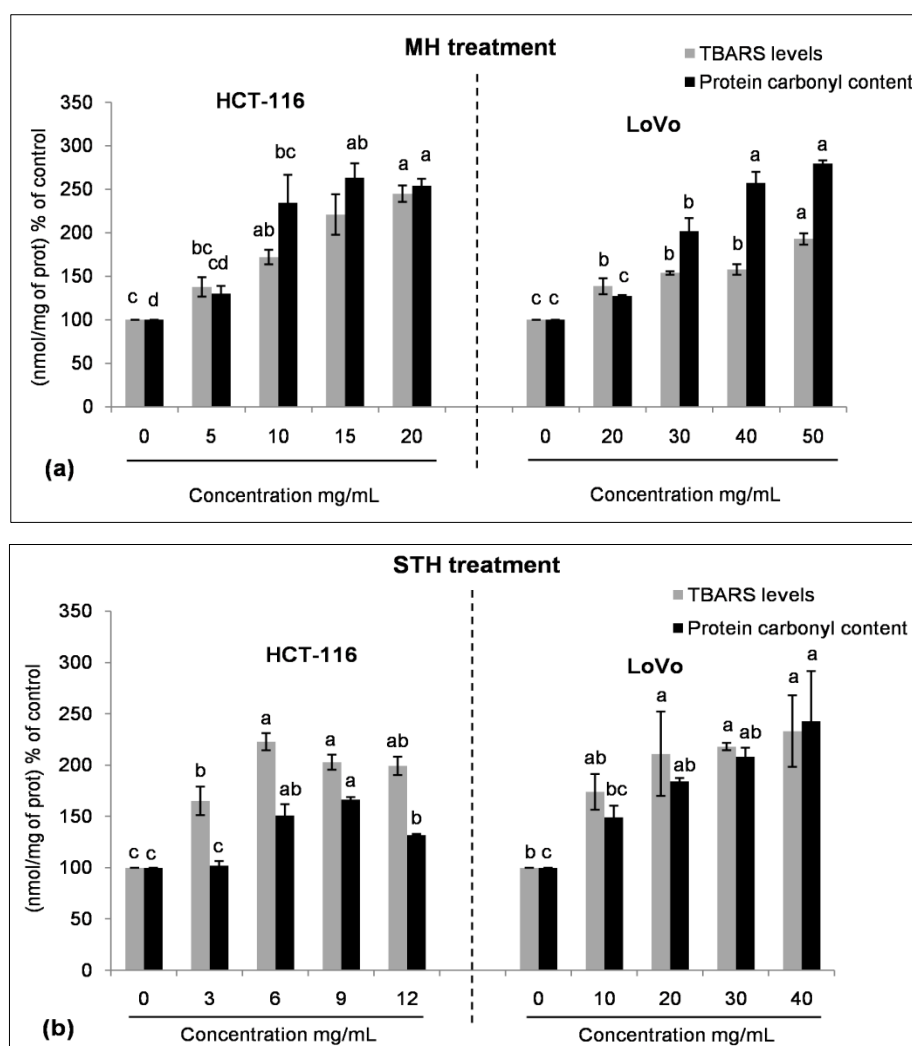 MH treatment
TBARS levels
Protein carbonyl content
HCT-116
LoVo
(nmol/mg of prot) % of control
350
300
250
200
150
100
50
0
c d bc cd ab bc ab a a
c c b c b b b a a a
0 5 10 15 20
0 20 30 40 50
(a)
Concentration mg/mL
Concentration mg/mL
STH treatment
TBARS levels
Protein carbonyl content
HCT-116
LoVo
(nmol/mg of prot) % of control
350
300
250
200
150
100
50
0
c c b c a ab a a ab b
b c ab bc a ab a ab a a
0 3 6 9 12
0 10 20 30 40
(b)
Concentration mg/mL
Concentration mg/mL